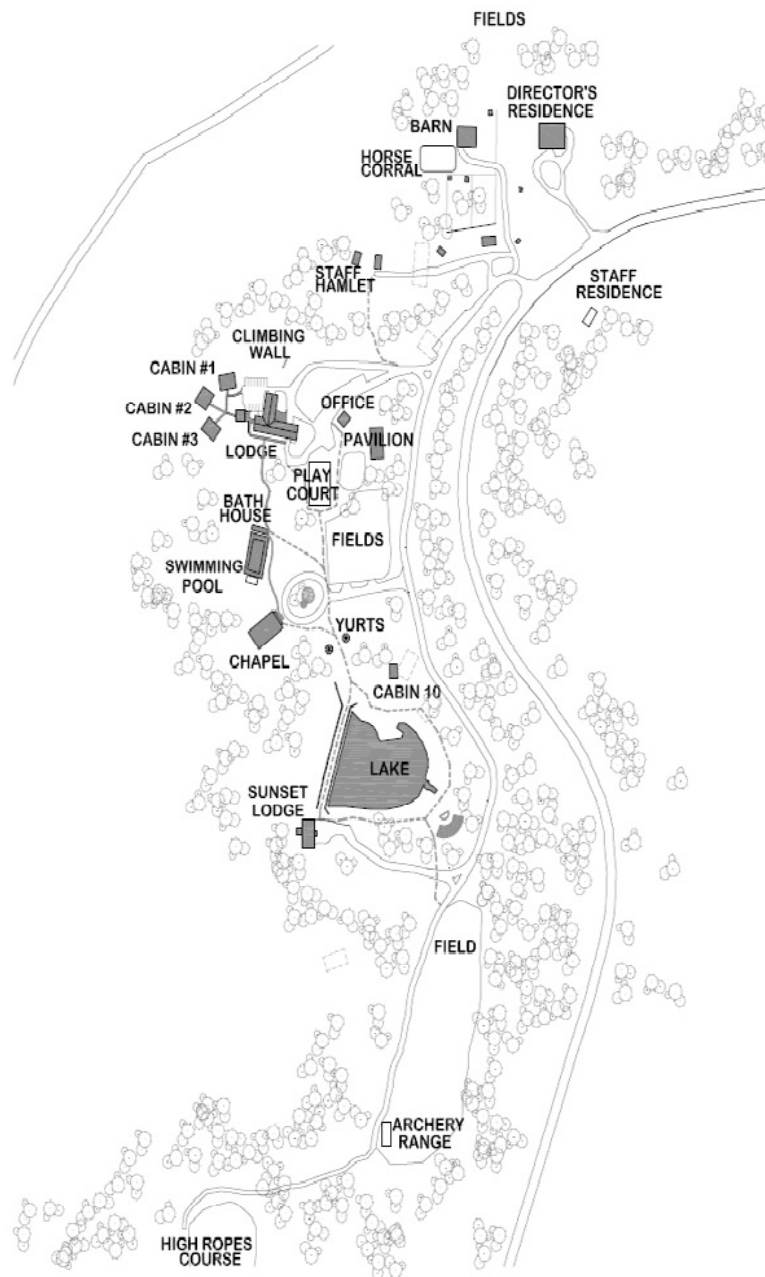 FIELDS
DIRECTOR'S
RESIDENCE
BARN
HORSE
CORRAL
STAFF
HAMLET
STAFF
RESIDENCE
CLIMBING
WALL
CABIN #1
CABIN #2
CABIN #3
OFFICE
LODGE
PAVILION
PLAY
COURT
BATH
HOUSE
FIELDS
SWIMMING
POOL
YURTS
CHAPEL
CABIN 10
LAKE
SUNSET
LODGE
FIELD
ARCHERY
RANGE
HIGH ROPES
COURSE